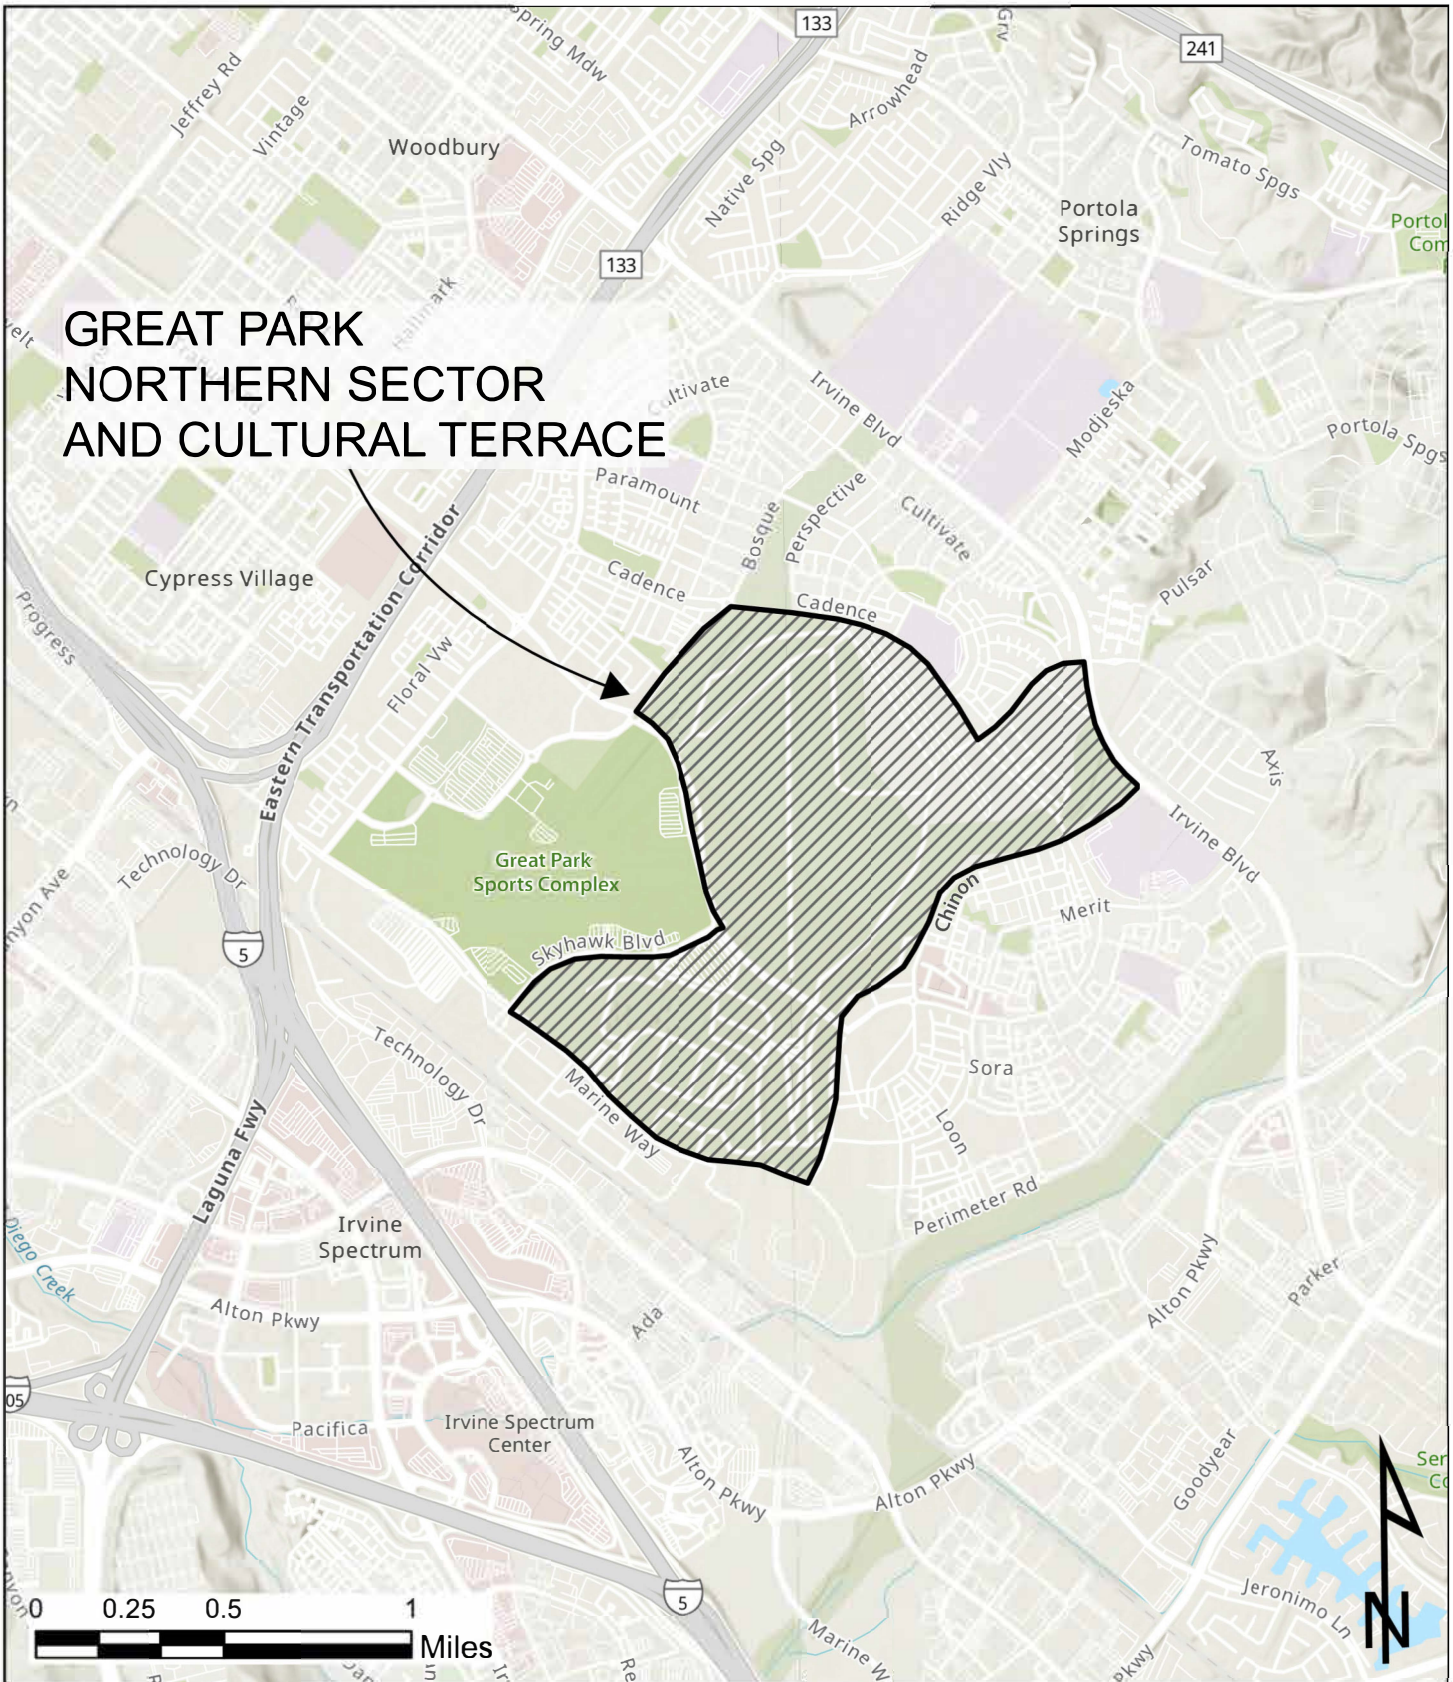 133
241
Spring Mdw
Grv
Jeffrey Rd
Vintage
Woodbury
Arrowhead
Native Spg
Ridge Vly
Tomato Spgs
Portola
Springs
133
GREAT PARK
NORTHERN SECTOR
AND CULTURAL TERRACE
Irvine Blvd
Modjeska
Portola Spgs
Paramount
Bosque
Perspective
Cultivate
Cypress Village
Cadence
Cadence
Pulsar
Progress
Eastern Transportation Corridor
Floral Vw
Axis
Irvine Blvd
Technology Dr
Great Park
Sports Complex
Chinon
Merit
Skyhawk Blvd
5
Technology Dr
Marine Way
Sora
Loon
Laguna Fwy
Perimeter Rd
Irvine
Spectrum
Diego Creek
Alton Pkwy
Ada
Alton Pkwy
Parker
05
Pacifica
Irvine Spectrum
Center
Alton Pkwy
Alton Pkwy
Goodyear
5
Jeronimo Ln
Marine W
Pkwy
0 0.25 0.5 1
Miles
N